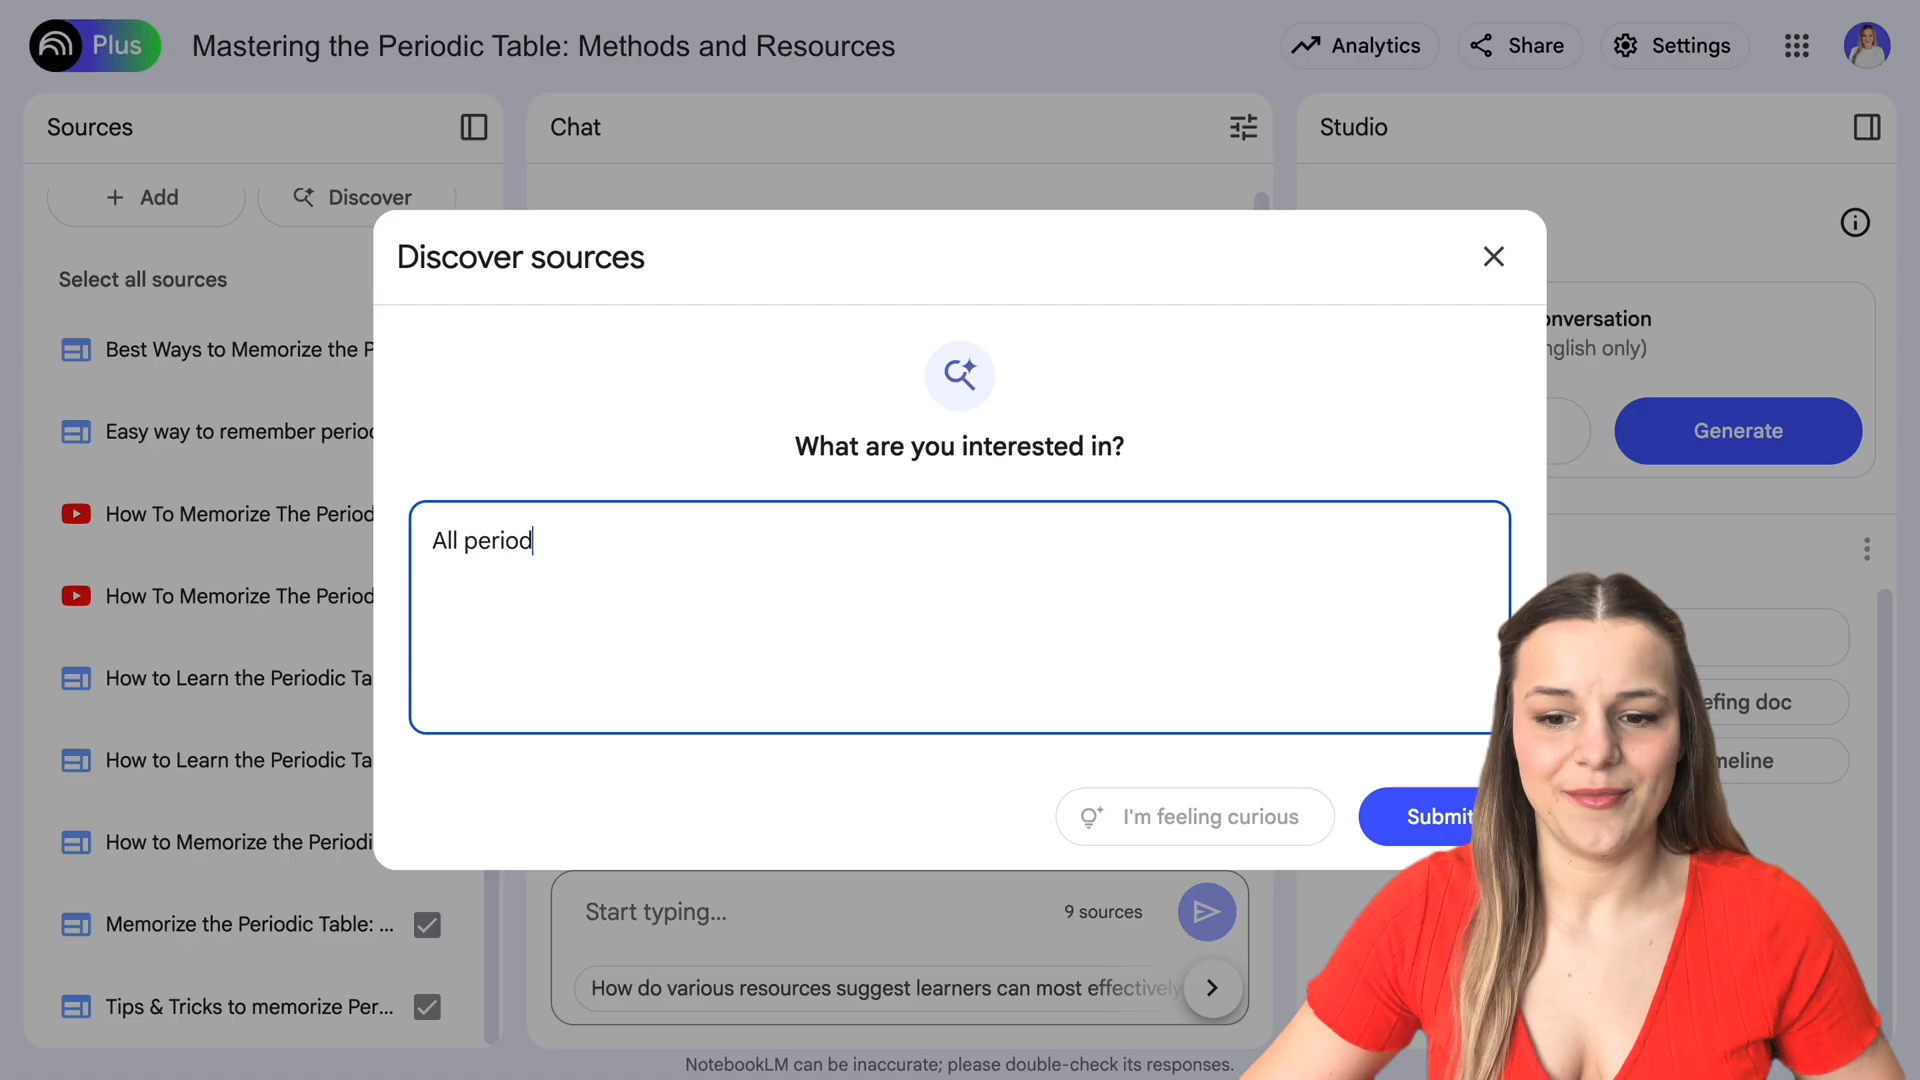 Plus
Mastering the Periodic Table: Methods and Resources
Analytics
Share
Settings
Sources
Chat
Studio
Add
Discover
Select all sources
Best Ways to Memorize the P
Easy way to remember perio
How To Memorize The Period
How To Memorize The Period
How to Learn the Periodic Ta
How to Learn the Periodic Ta
How to Memorize the Periodi
Memorize the Periodic Table: ...
Tips & Tricks to memorize Per...
Discover sources
What are you interested in?
All period
I'm feeling curious
Submit
onversation
nglish only)
Generate
efing doc
meline
Start typing...
9 sources
How do various resources suggest learners can most effectively
NotebookLM can be inaccurate; please double-check its responses.